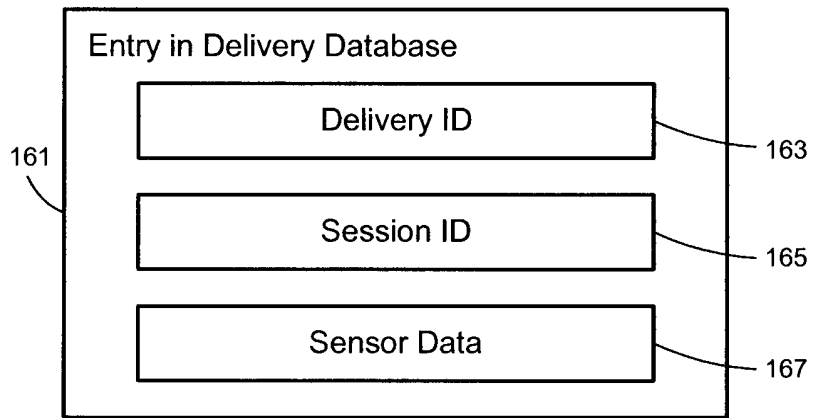 Entry in Delivery Database
Delivery ID
161
163
Session ID
165
Sensor Data
167